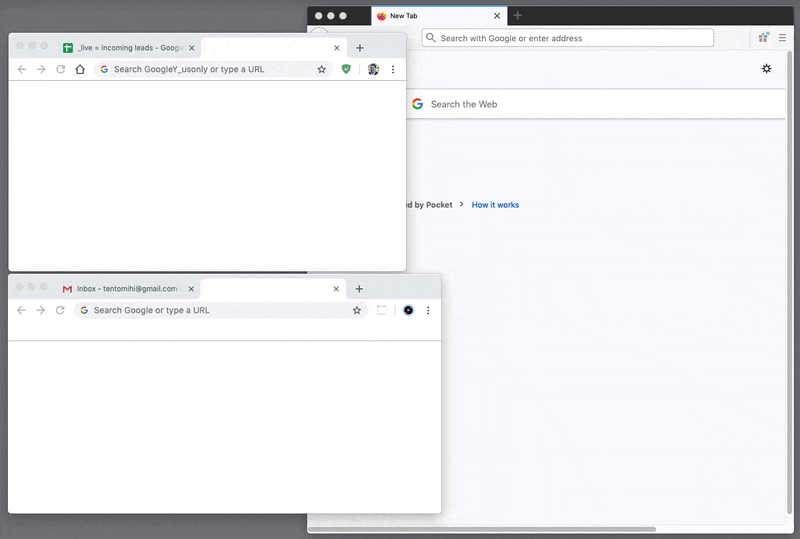 New Tab
Search with Google or enter address
_live = incoming leads - Goog
Search GoogleY_usonly or type a URL
Search the Web
ed by Pocket
How it works
Inbox - tentomihi@gmail.com
Search Google or type a URL